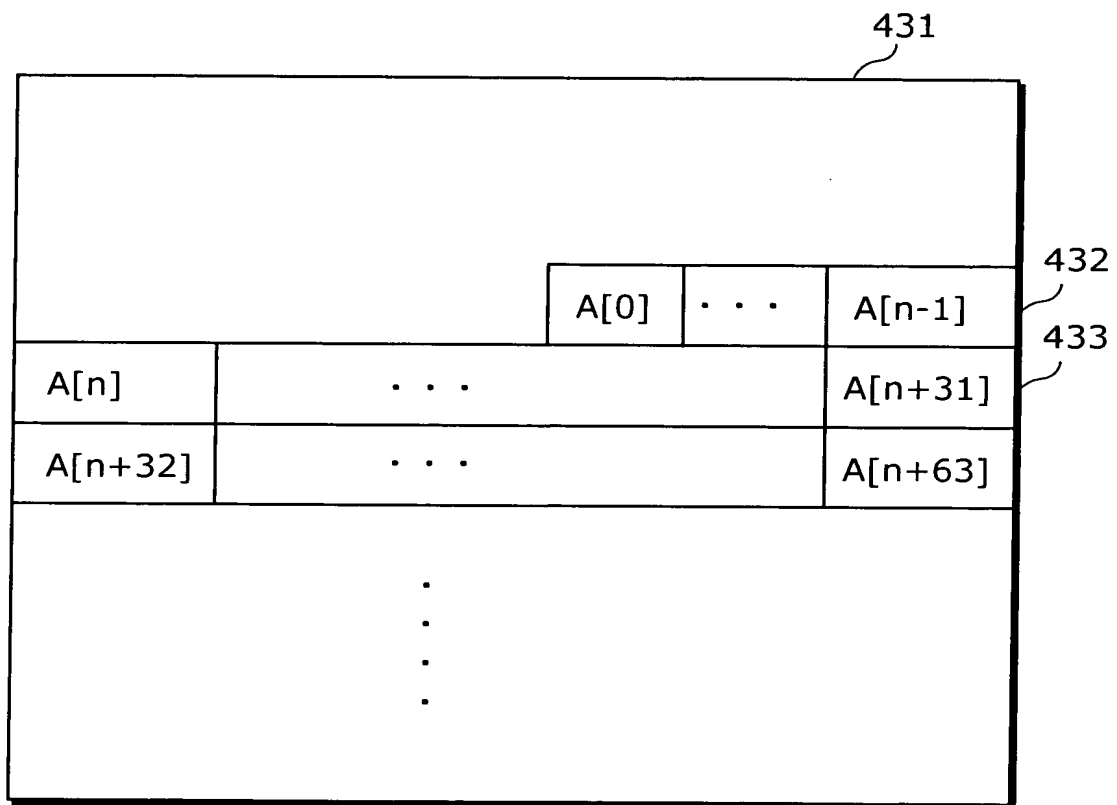 431
A[0] . . . A[n-1] 432
433
A[n] . . . A[n+31]
A[n+32] . . . A[n+63]
.
.
.
.